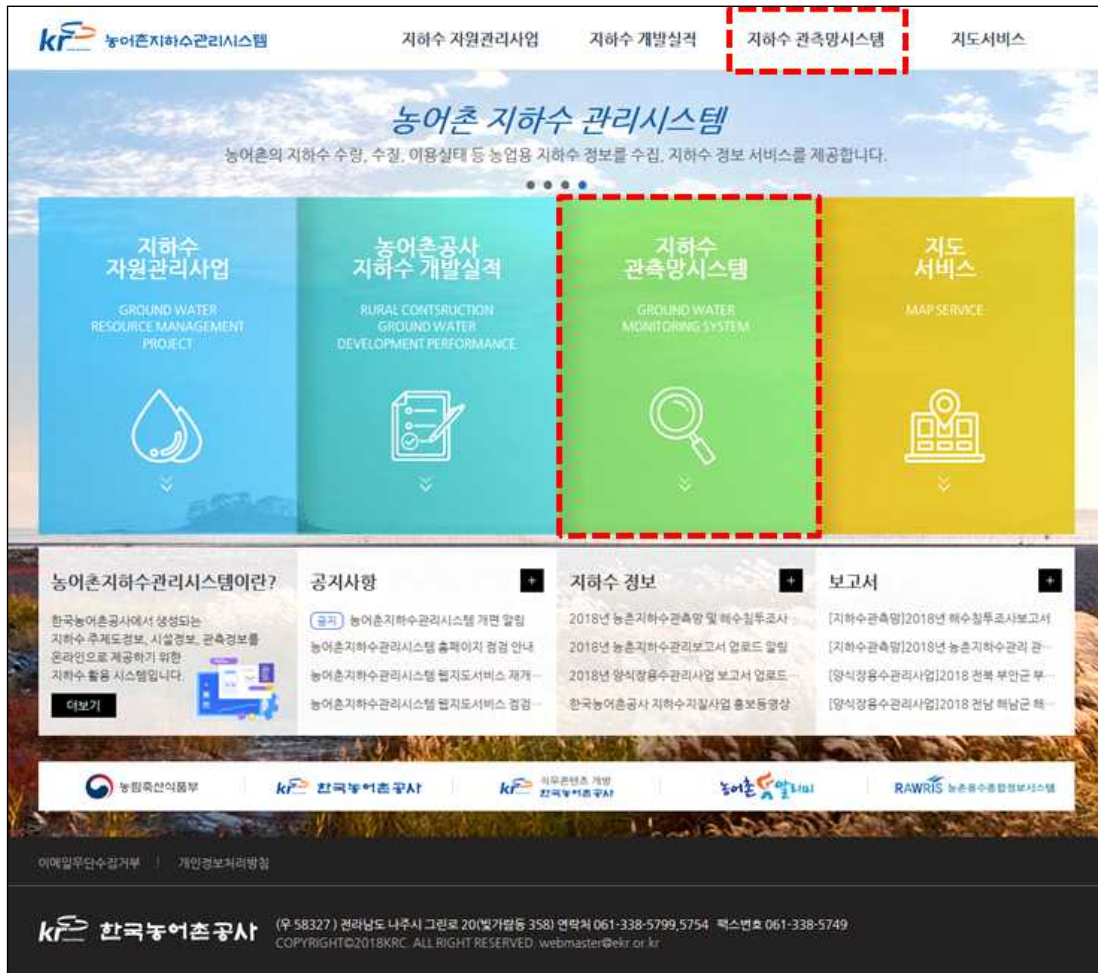 kr 농어촌지하수관리시스템
지하수 자원관리사업 지하수 개발실적 지하수 관측망시스템 지도서비스
농어촌 지하수 관리시스템
농어촌의 지하수 수량, 수질, 이용실태 등 농업용 지하수 정보를 수집, 지하수 정보 서비스를 제공합니다.
지하수
자원관리사업
GROUND WATER
RESOURCE MANAGEMENT
PROJECT
농어촌공사
지하수 개발실적
RURAL CONTSRUCTION
GROUND WATER
DEVELOPMENT PERFORMANCE
지하수
관측망시스템
GROUND WATER
MONITORING SYSTEM
지도
서비스
MAP SERVICE
농어촌지하수관리시스템이란?
한국농어촌공사에서 생성되는
지하수 주제도정보, 시설정보, 관측정보를
온라인으로 제공하기 위한
지하수 활용 시스템입니다.
더보기
공지사항 +
공지 농어촌지하수관리시스템 개편 알림
농어촌지하수관리시스템 홈페이지 점검 안내
농어촌지하수관리시스템 웹지도서비스 재개…
농어촌지하수관리시스템 웹지도서비스 점검…
지하수 정보 +
2018년 농촌지하수관측망 및 해수침투조사
2018년 농촌지하수관리보고서 업로드 알림
2018년 양식장용수관리사업 보고서 업로드…
한국농어촌공사 지하수지질사업 홍보동영상
보고서 +
[지하수관측망]2018년 해수침투조사보고서
[지하수관측망]2018년 농촌지하수관리 관…
[양식장용수관리사업]2018 전북 부안군 부…
[양식장용수관리사업]2018 전남 해남군 해…
농림축산식품부 kr 한국농어촌공사 kr 직무콘텐츠 개발 한국농어촌공사 농어촌 알리미 RAWRIS 농촌용수종합정보시스템
이메일무단수집거부 | 개인정보처리방침
kr 한국농어촌공사
(우 58327) 전라남도 나주시 그린로 20(빛가람동 358) 연락처 061-338-5799,5754 팩스번호 061-338-5749
COPYRIGHT©2018KRC. ALL RIGHT RESERVED. webmaster@ekr.or.kr